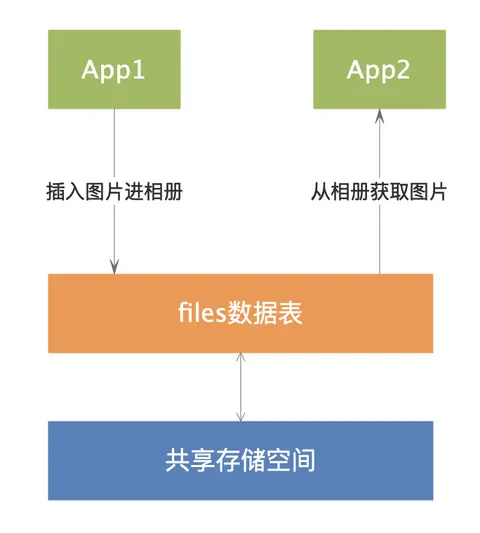 App1
App2
插入图片进相册
从相册获取图片
files数据表
共享存储空间